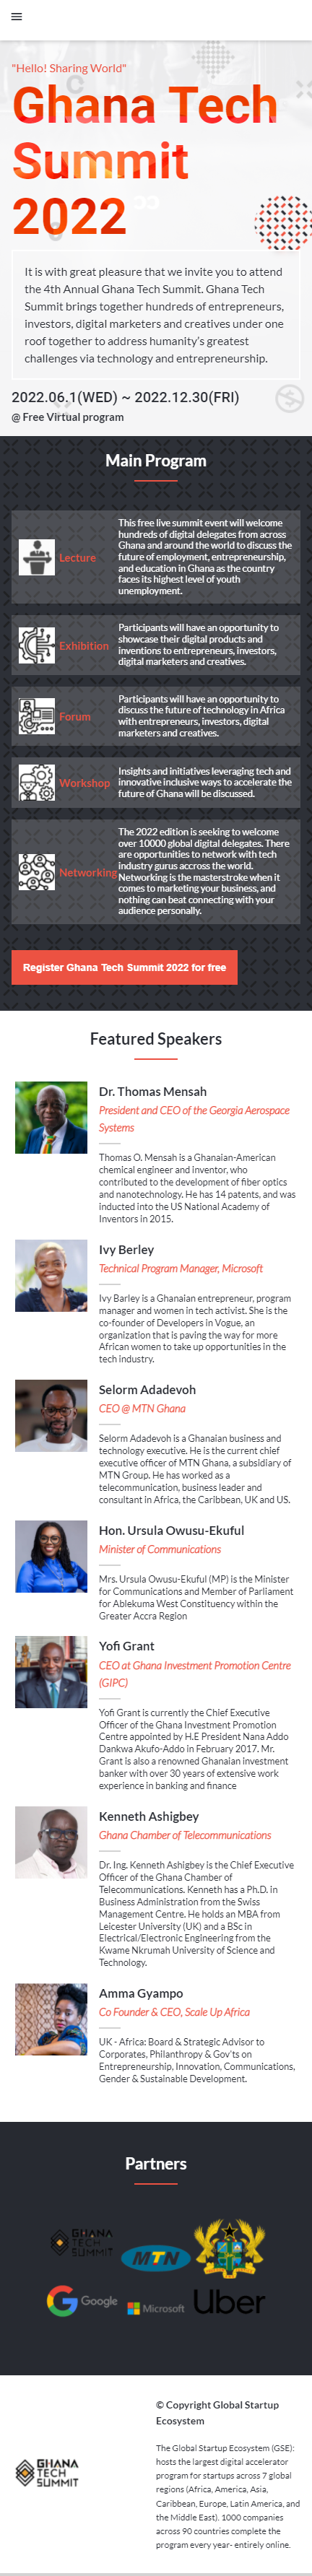 "Hello! Sharing World"
Ghana Tech
Summit
2022
It is with great pleasure that we invite you to attend
the 4th Annual Ghana Tech Summit. Ghana Tech
Summit brings together hundreds of entrepreneurs,
investors, digital marketers and creatives under one
roof together to address humanity's greatest
challenges via technology and entrepreneurship.
2022.06.1(WED) ~ 2022.12.30(FRI)
@ Free Virtual program
Main Program
Lecture
This free live summit event will welcome
hundreds of digital delegates from across
Ghana and around the world to discuss the
future of employment, entrepreneurship,
and education in Ghana as the country
faces its highest level of youth
unemployment.
Exhibition
Participants will have an opportunity to
showcase their digital products and
inventions to entrepreneurs, investors,
digital marketers and creatives.
Forum
Participants will have an opportunity to
discuss the future of technology in Africa
with entrepreneurs, investors, digital
marketers and creatives.
Workshop
Insights and initiatives leveraging tech and
innovative inclusive ways to accelerate the
future of Ghana will be discussed.
Networking
The 2022 edition is seeking to welcome
over 10000 global digital delegates. There
are opportunities to network with tech
industry gurus accross the world.
Networking is the masterstroke when it
comes to marketing your business, and
nothing can beat connecting with your
audience personally.
Register Ghana Tech Summit 2022 for free
Featured Speakers
Dr. Thomas Mensah
President and CEO of the Georgia Aerospace
Systems
Thomas O. Mensah is a Ghanaian-American
chemical engineer and inventor, who
contributed to the development of fiber optics
and nanotechnology. He has 14 patents, and was
inducted into the US National Academy of
Inventors in 2015.
Ivy Berley
Technical Program Manager, Microsoft
Ivy Barley is a Ghanaian entrepreneur, program
manager and women in tech activist. She is the
co-founder of Developers in Vogue, an
organization that is paving the way for more
African women to take up opportunities in the
tech industry.
Selorm Adadevoh
CEO @ MTN Ghana
Selorm Adadevoh is a Ghanaian business and
technology executive. He is the current chief
executive officer of MTN Ghana, a subsidiary of
MTN Group. He has worked as a
telecommunication, business leader and
consultant in Africa, the Caribbean, UK and US.
Hon. Ursula Owusu-Ekuful
Minister of Communications
Mrs. Ursula Owusu-Ekuful (MP) is the Minister
for Communications and Member of Parliament
for Ablekuma West Constituency within the
Greater Accra Region
Yofi Grant
CEO at Ghana Investment Promotion Centre
(GIPC)
Yofi Grant is currently the Chief Executive
Officer of the Ghana Investment Promotion
Centre appointed by H.E President Nana Addo
Dankwa Akufo-Addo in February 2017. Mr.
Grant is also a renowned Ghanaian investment
banker with over 30 years of extensive work
experience in banking and finance
Kenneth Ashigbey
Ghana Chamber of Telecommunications
Dr. Ing. Kenneth Ashigbey is the Chief Executive
Officer of the Ghana Chamber of
Telecommunications. Kenneth has a Ph.D. in
Business Administration from the Swiss
Management Centre. He holds an MBA from
Leicester University (UK) and a BSc in
Electrical/Electronic Engineering from the
Kwame Nkrumah University of Science and
Technology.
Amma Gyampo
Co Founder & CEO, Scale Up Africa
UK - Africa: Board & Strategic Advisor to
Corporates, Philanthropy & Gov'ts on
Entrepreneurship, Innovation, Communications,
Gender & Sustainable Development.
Partners
GHANA
TECH
SUMMIT
MTN
Google
Microsoft
Uber
GHANA
TECH
SUMMIT
© Copyright Global Startup
Ecosystem
The Global Startup Ecosystem (GSE):
hosts the largest digital accelerator
program for startups across 7 global
regions (Africa, America, Asia,
Caribbean, Europe, Latin America, and
the Middle East). 1000 companies
across 90 countries complete the
program every year- entirely online.